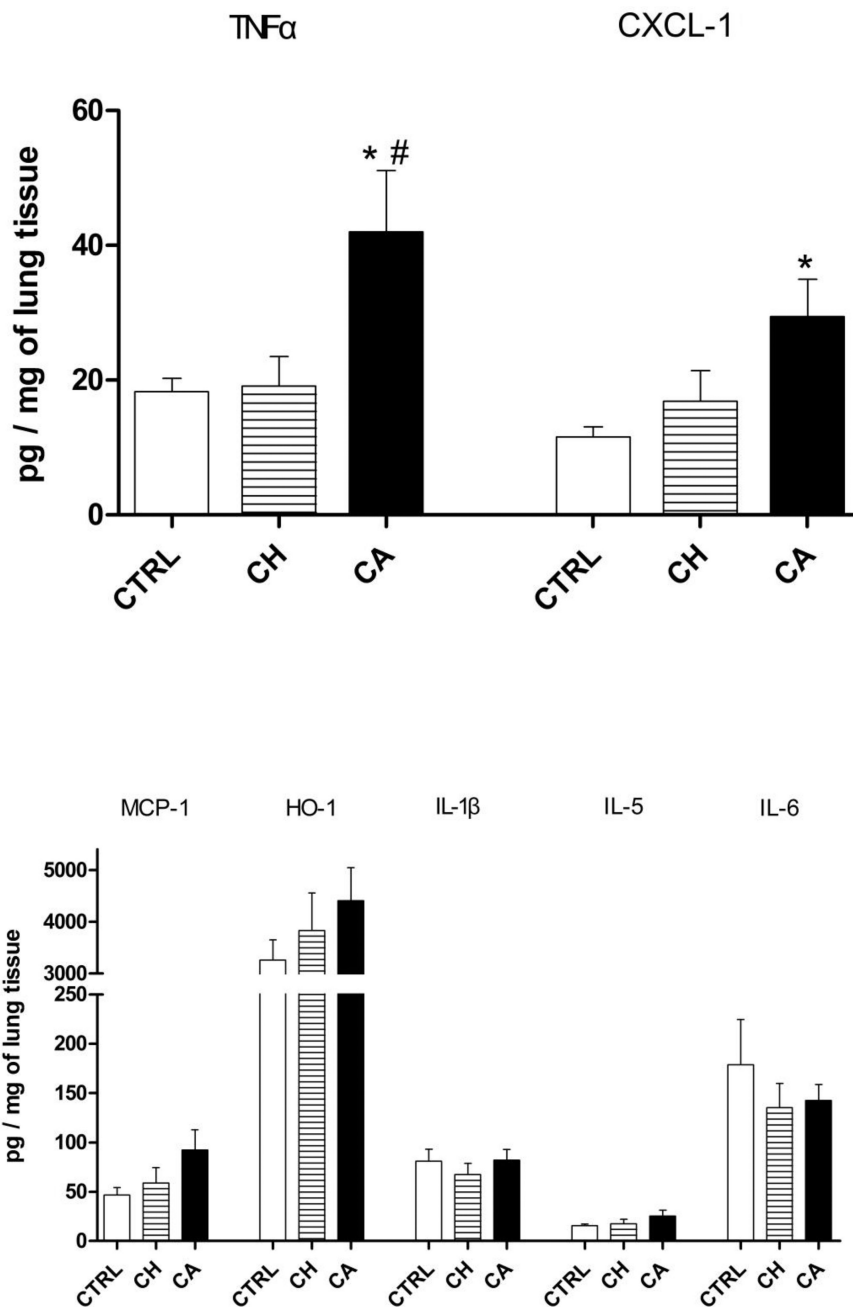 TNFα CXCL-1
pg / mg of lung tissue
60
* #
40
*
20
0
CTRL CH CA CTRL CH CA
MCP-1 HO-1 IL-1β IL-5 IL-6
pg / mg of lung tissue
5000
4000
3000
250
200
150
100
50
0
CTRL CH CA CTRL CH CA CTRL CH CA CTRL CH CA CTRL CH CA